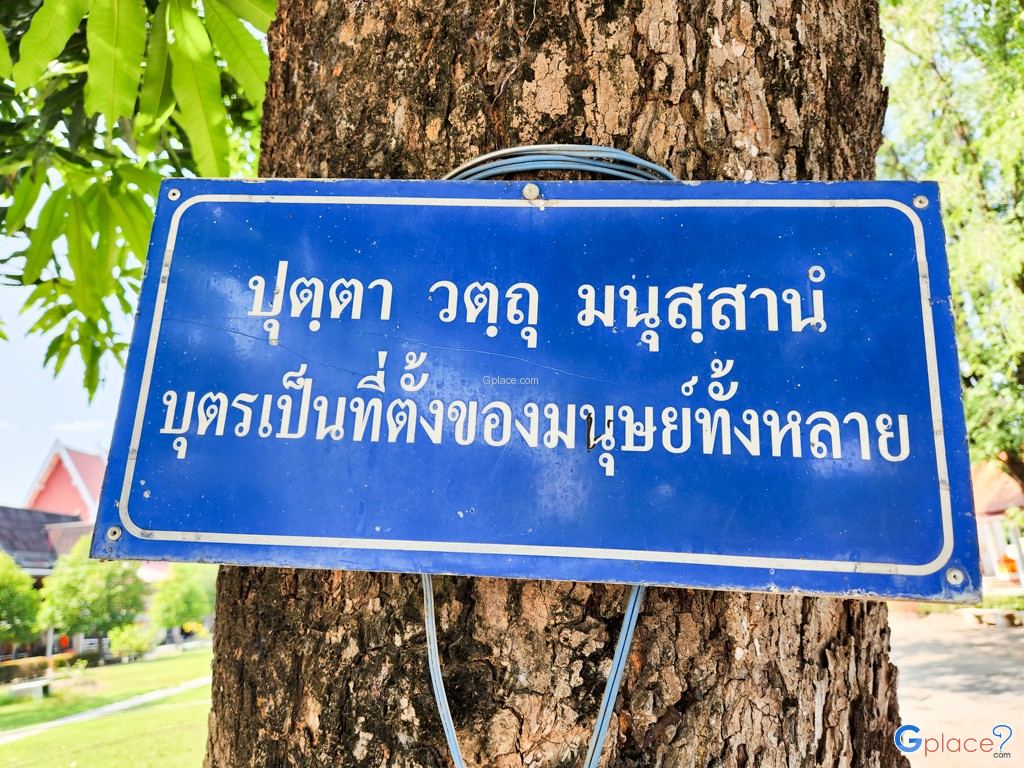 ปุตฺตา วตฺถุ มนุสฺสานํ
บุตรเป็นที่ตั้งของมนุษย์ทั้งหลาย
Gplace.com
Gplace?.com